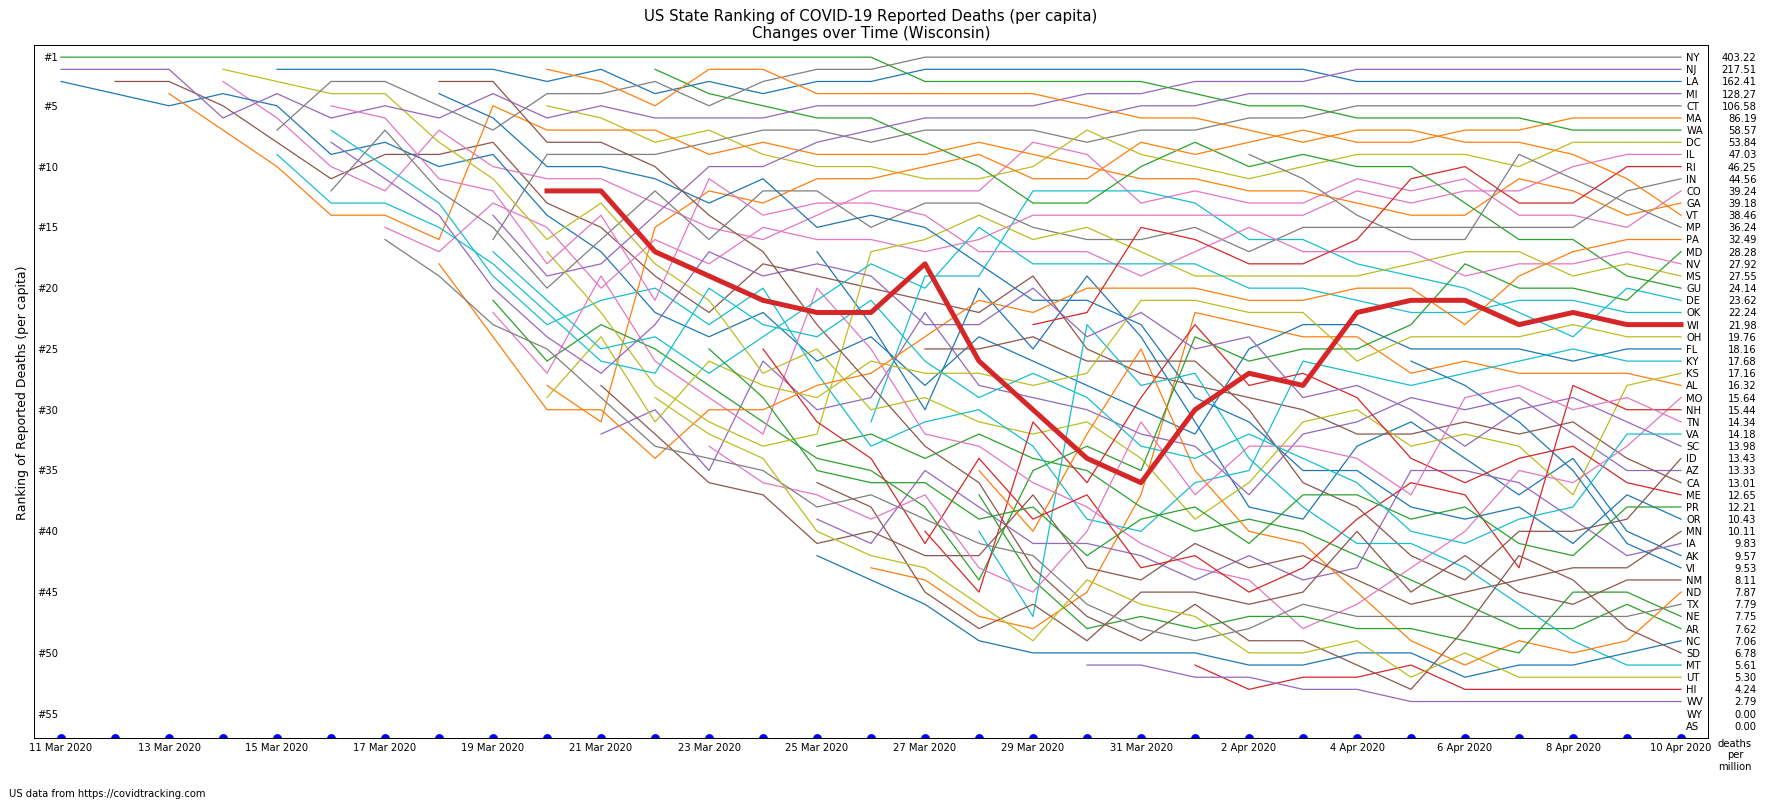 US State Ranking of COVID-19 Reported Deaths (per capita)
Changes over Time (Wisconsin)
Ranking of Reported Deaths (per capita)
#1
#5
#10
#15
#20
#25
#30
#35
#40
#45
#50
#55
NY 403.22
NJ 217.51
LA 162.41
MI 128.27
CT 106.58
MA 86.19
WA 58.57
DC 53.84
IL 47.03
RI 46.25
IN 44.56
CO 39.24
GA 39.18
VT 38.46
MP 36.24
PA 32.49
MD 28.28
NV 27.92
MS 27.55
GU 24.14
DE 23.62
OK 22.24
WI 21.98
OH 19.76
FL 18.16
KY 17.68
KS 17.16
AL 16.32
MO 15.64
NH 15.44
TN 14.34
VA 14.18
SC 13.98
ID 13.43
AZ 13.33
CA 13.01
ME 12.65
PR 12.21
OR 10.43
MN 10.11
IA 9.83
AK 9.57
VI 9.53
NM 8.11
ND 7.87
TX 7.79
NE 7.75
AR 7.62
NC 7.06
SD 6.78
MT 5.61
UT 5.30
HI 4.24
WV 2.79
WY 0.00
AS 0.00
11 Mar 2020 13 Mar 2020 15 Mar 2020 17 Mar 2020 19 Mar 2020 21 Mar 2020 23 Mar 2020 25 Mar 2020 27 Mar 2020 29 Mar 2020 31 Mar 2020 2 Apr 2020 4 Apr 2020 6 Apr 2020 8 Apr 2020 10 Apr 2020
deaths
per
million
US data from https://covidtracking.com